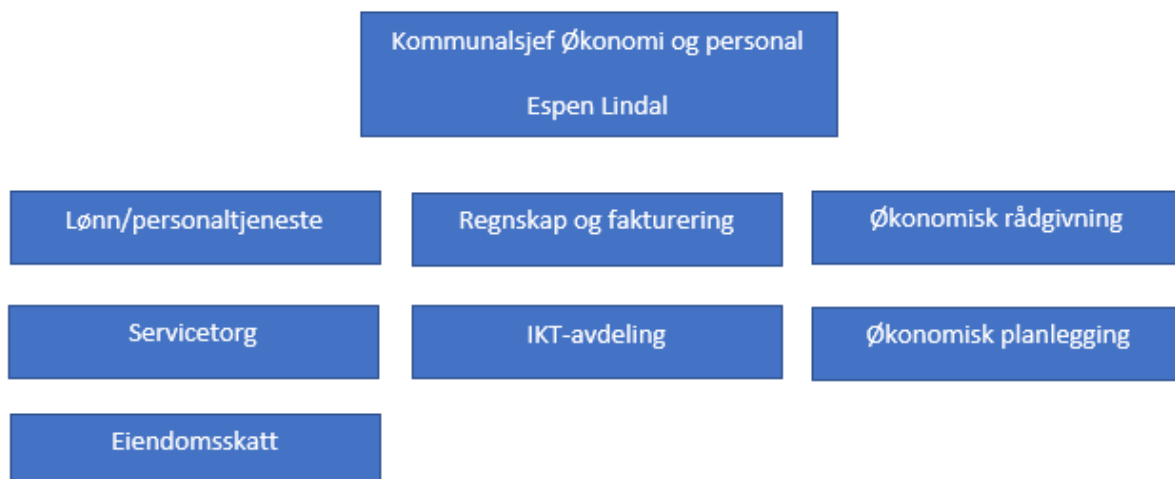 Kommunalsjef Økonomi og personal
Espen Lindal
Lønn/personaltjeneste
Regnskap og fakturering
Økonomisk rådgivning
Servicetorg
IKT-avdeling
Økonomisk planlegging
Eiendomsskatt